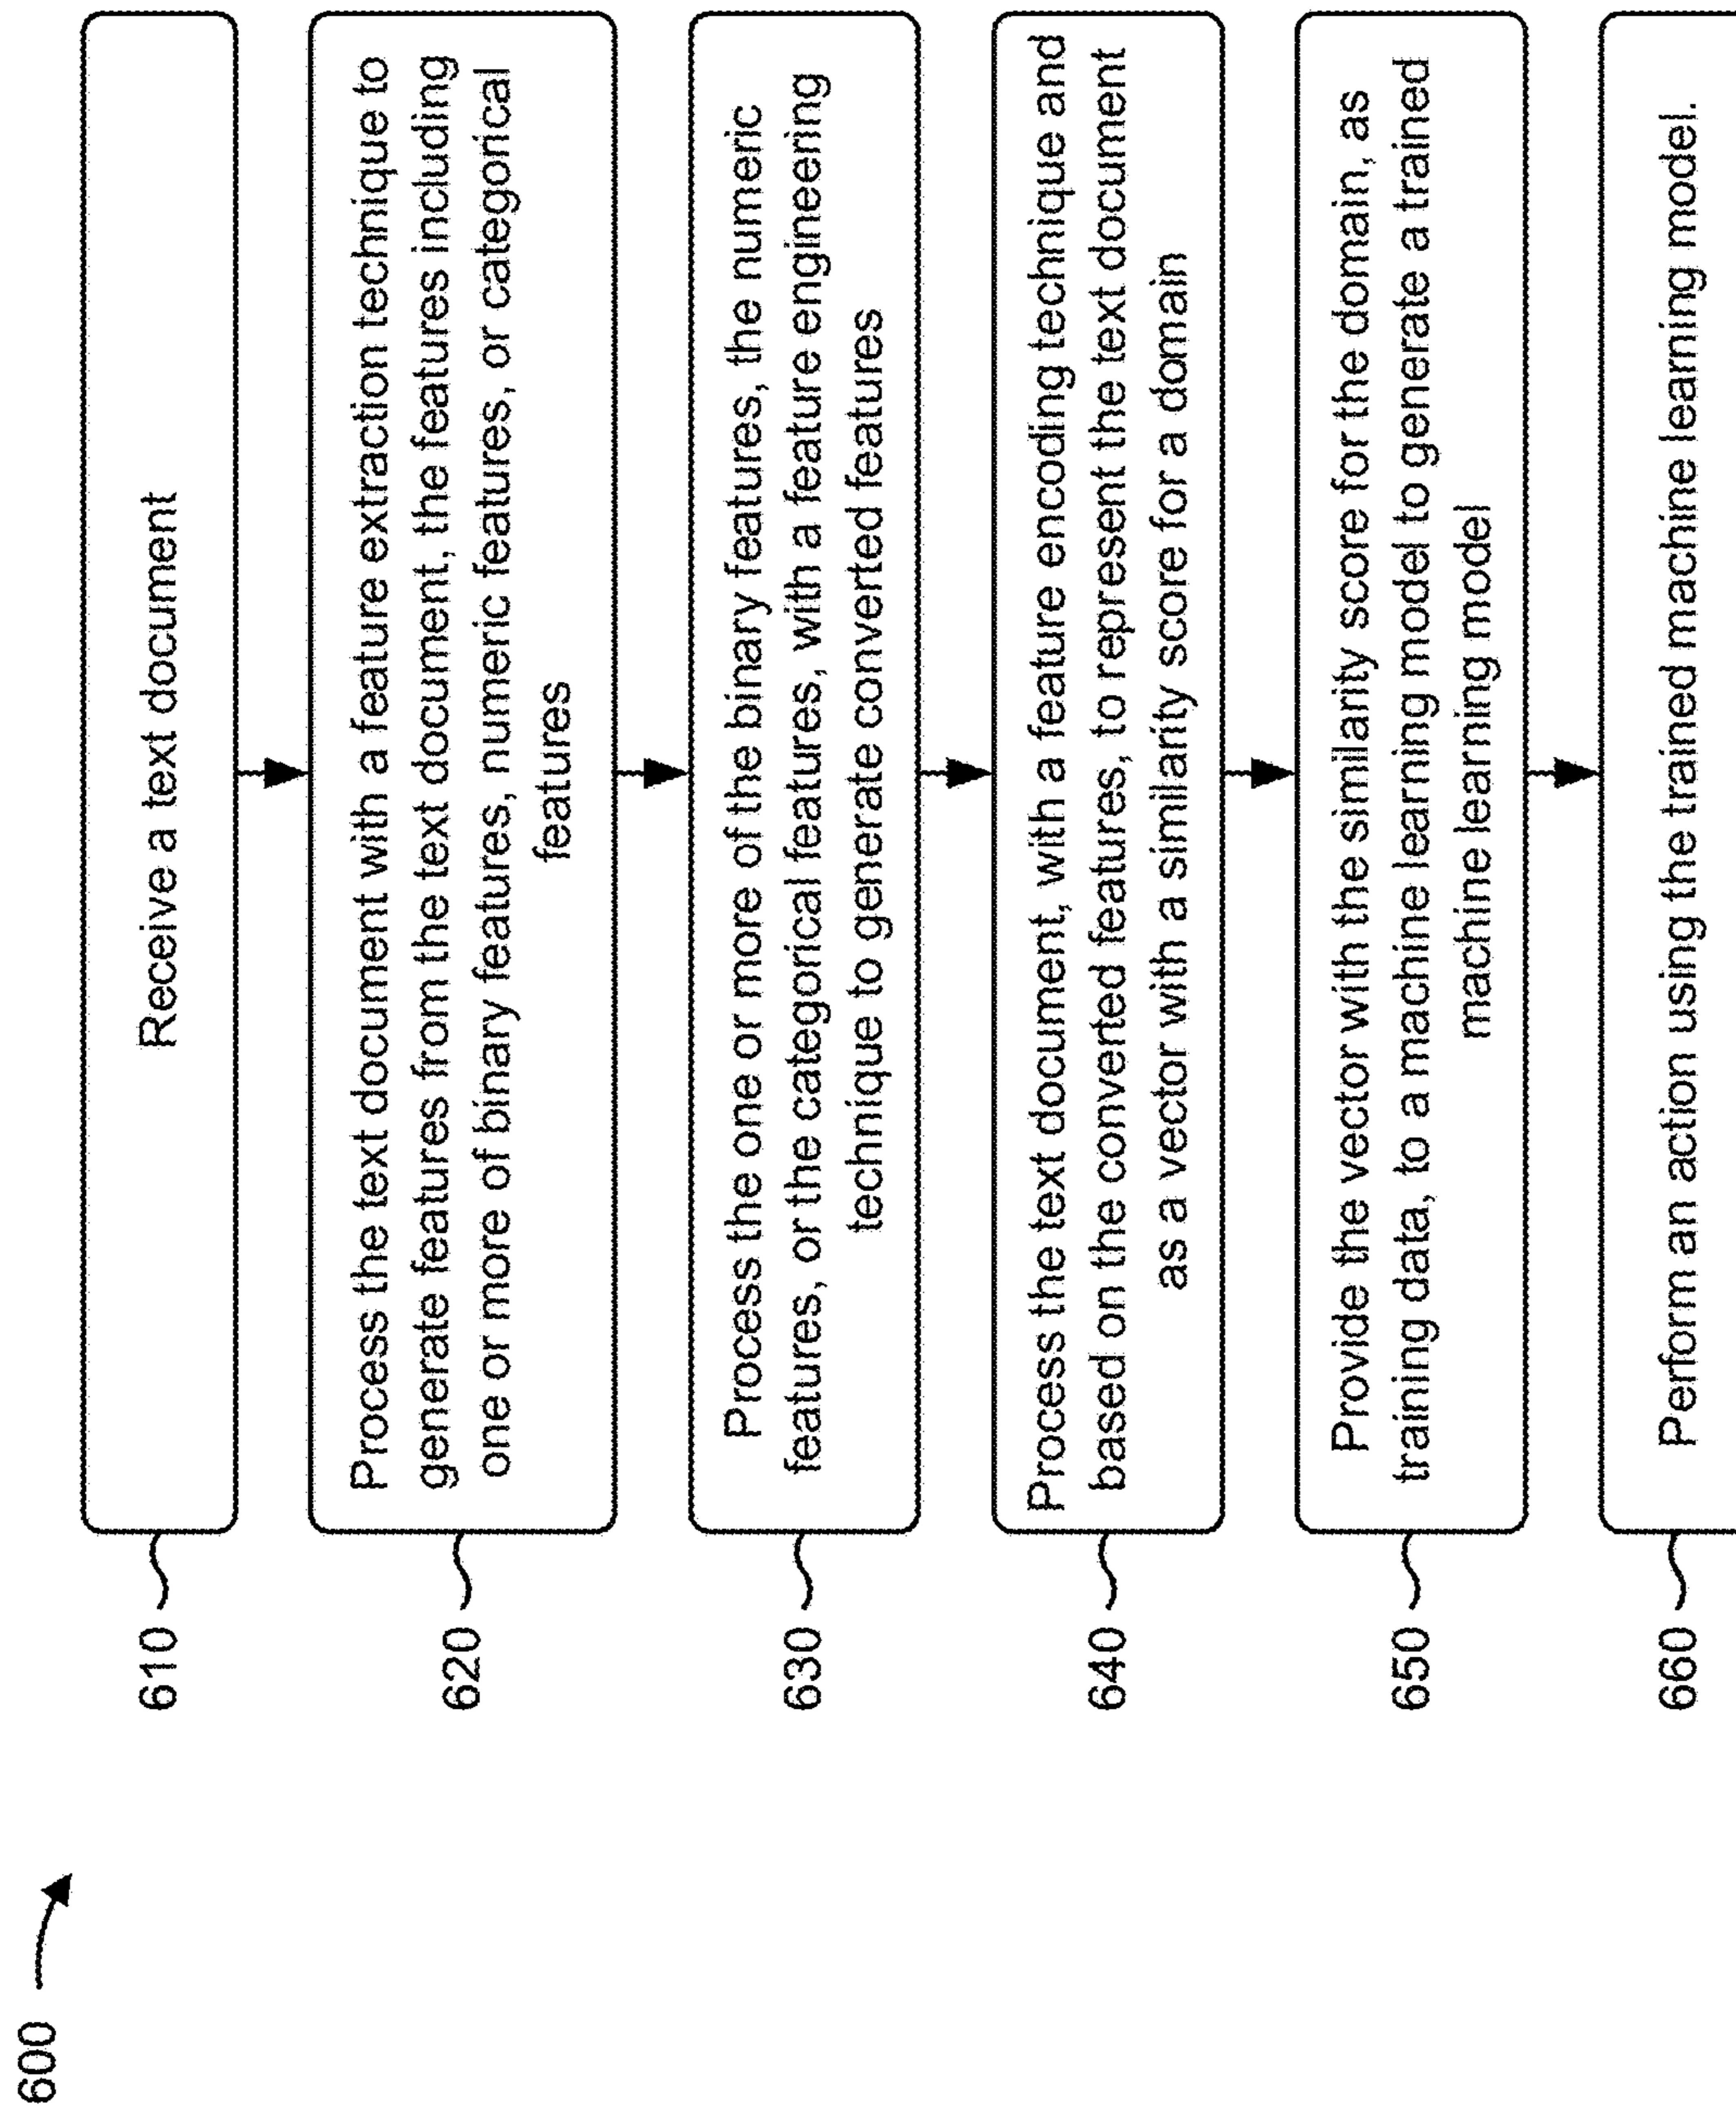 600
610
Receive a text document
620
Process the text document with a feature extraction technique to
generate features from the text document, the features including
one or more of binary features, numeric features, or categorical
features
630
Process the one or more of the binary features, the numeric
features, or the categorical features, with a feature engineering
technique to generate converted features
640
Process the text document, with a feature encoding technique and
based on the converted features, to represent the text document
as a vector with a similarity score for a domain
650
Provide the vector with the similarity score for the domain, as
training data, to a machine learning model to generate a trained
machine learning model
660
Perform an action using the trained machine learning model.